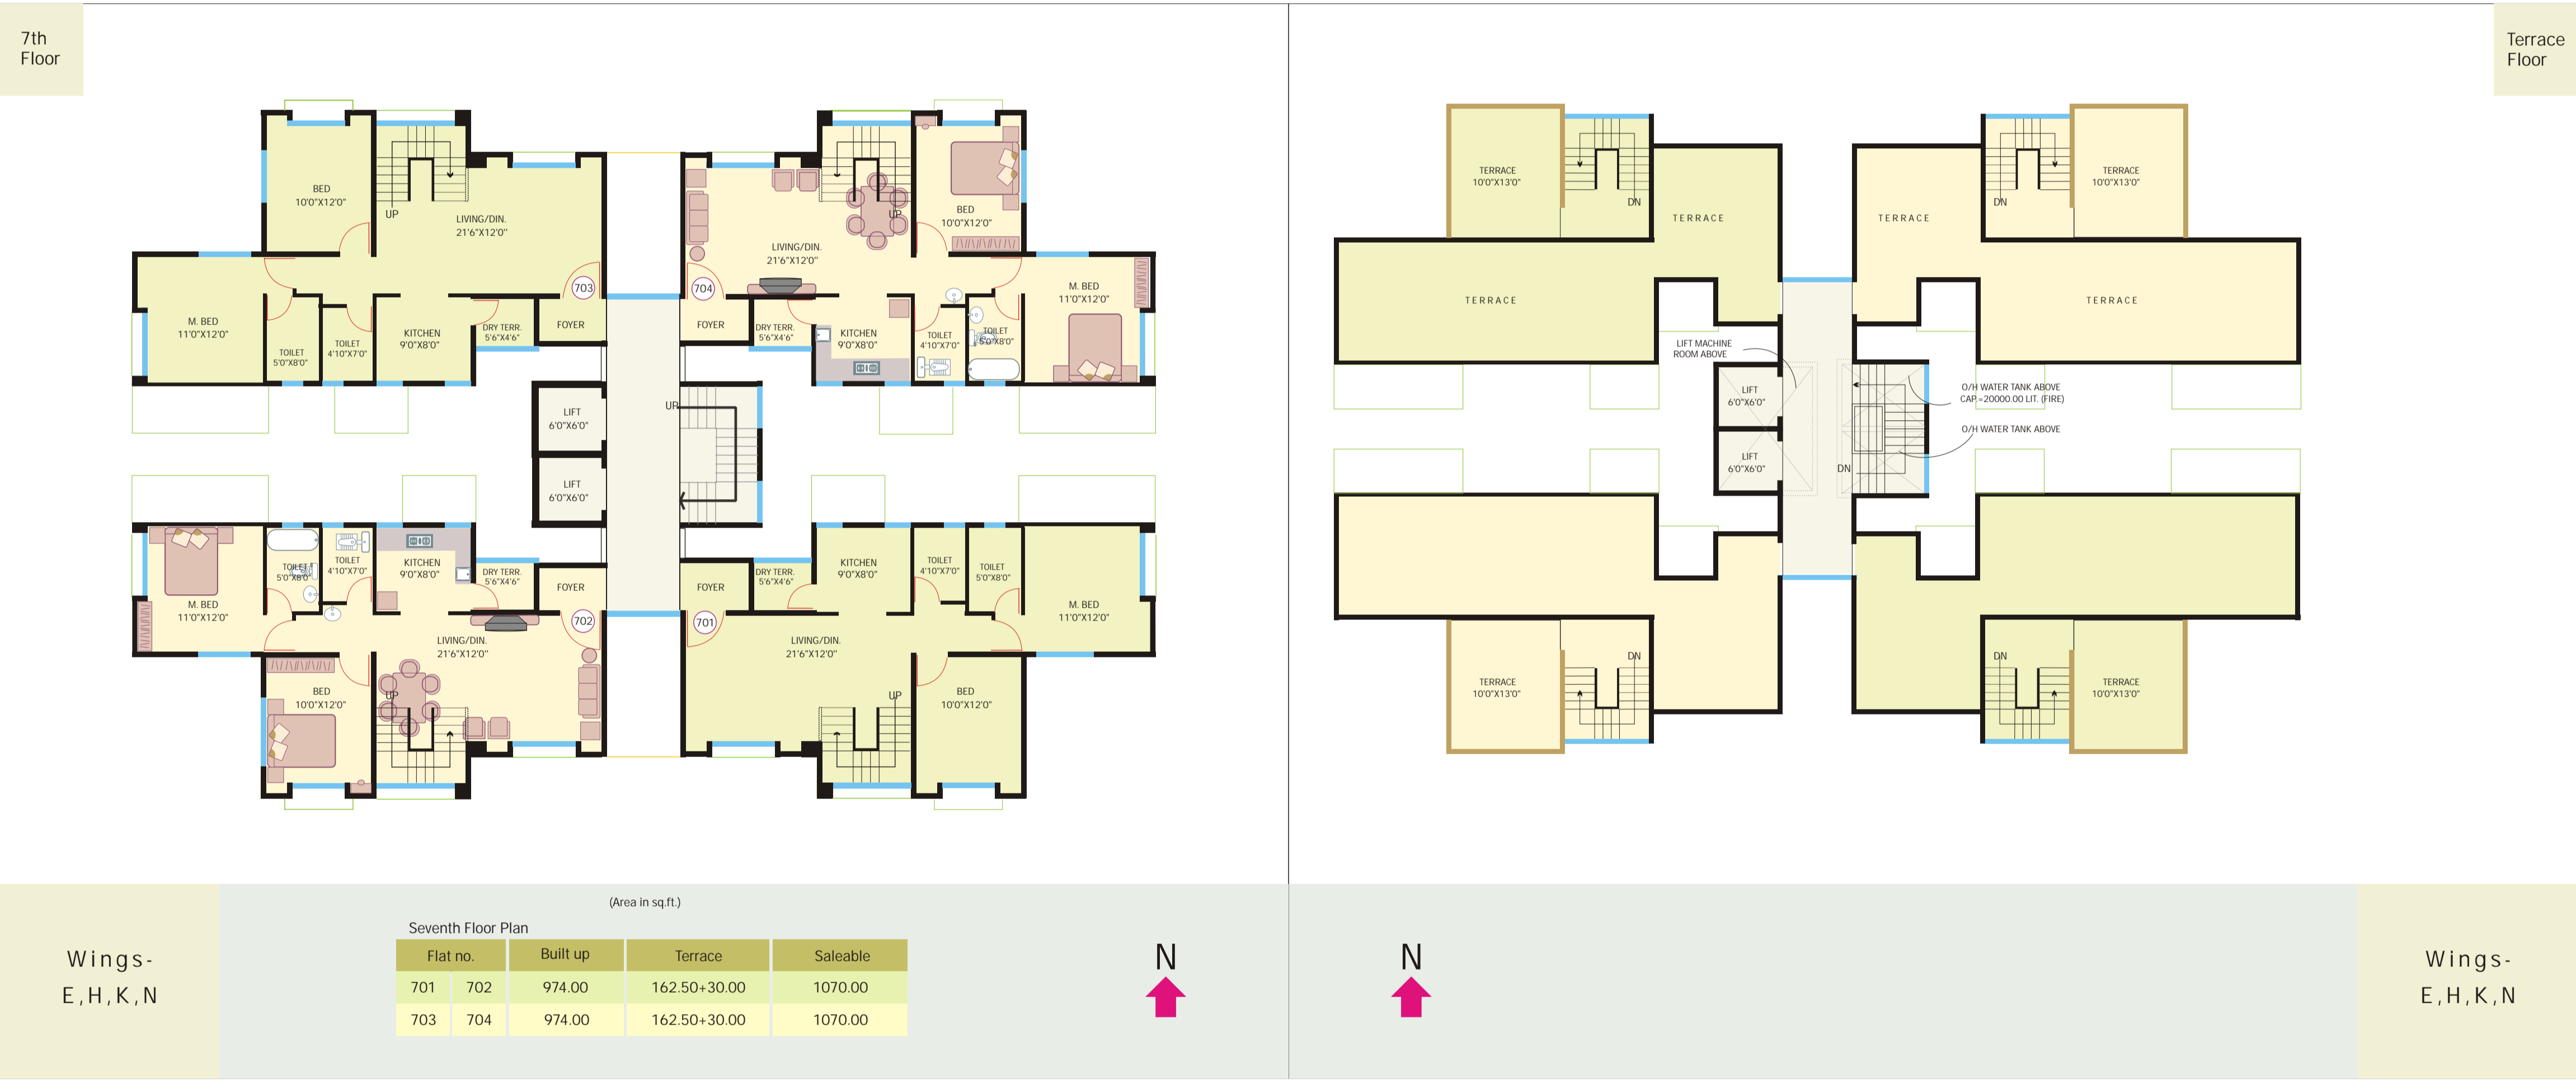 7th
Floor
Terrace
Floor
BED
10'0"X12'0"
UP
LIVING/DIN.
21'6"X12'0"
703
M. BED
11'0"X12'0"
TOILET
5'0"X8'0"
TOILET
4'10"X7'0"
KITCHEN
9'0"X8'0"
DRY TERR.
5'6"X4'6"
FOYER
LIVING/DIN.
21'6"X12'0"
UP
BED
10'0"X12'0"
704
FOYER
DRY TERR.
5'6"X4'6"
KITCHEN
9'0"X8'0"
TOILET
4'10"X7'0"
TOILET
5'0"X8'0"
M. BED
11'0"X12'0"
LIFT
6'0"X6'0"
UP
LIFT
6'0"X6'0"
M. BED
11'0"X12'0"
TOILET
5'0"X8'0"
TOILET
4'10"X7'0"
KITCHEN
9'0"X8'0"
DRY TERR.
5'6"X4'6"
FOYER
702
LIVING/DIN.
21'6"X12'0"
BED
10'0"X12'0"
UP
FOYER
DRY TERR.
5'6"X4'6"
KITCHEN
9'0"X8'0"
TOILET
4'10"X7'0"
TOILET
5'0"X8'0"
M. BED
11'0"X12'0"
701
LIVING/DIN.
21'6"X12'0"
UP
BED
10'0"X12'0"
TERRACE
10'0"X13'0"
DN
TERRACE
TERRACE
TERRACE
DN
TERRACE
10'0"X13'0"
TERRACE
LIFT MACHINE
ROOM ABOVE
LIFT
6'0"X6'0"
LIFT
6'0"X6'0"
O/H WATER TANK ABOVE
CAP.=20000.00 LIT. (FIRE)
O/H WATER TANK ABOVE
DN
TERRACE
10'0"X13'0"
DN
DN
TERRACE
10'0"X13'0"
Wings-
E,H,K,N
(Area in sq.ft.)
Seventh Floor Plan
Flat no. Built up Terrace Saleable
701 702 974.00 162.50+30.00 1070.00
703 704 974.00 162.50+30.00 1070.00
N
N
Wings-
E,H,K,N